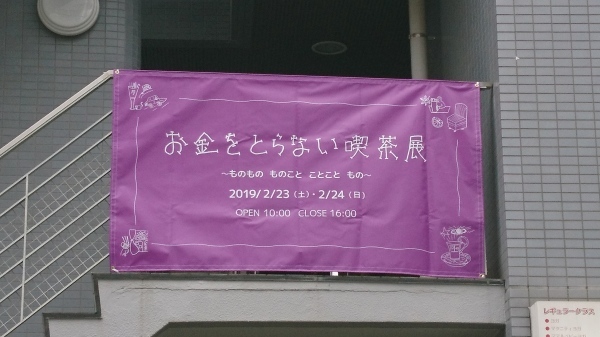 お金をとらない喫茶展
～ものもの ものこと ことこと もの～
2019/2/23（土）・2/24（日）
OPEN 10:00 CLOSE 16:00
レギュラークラス